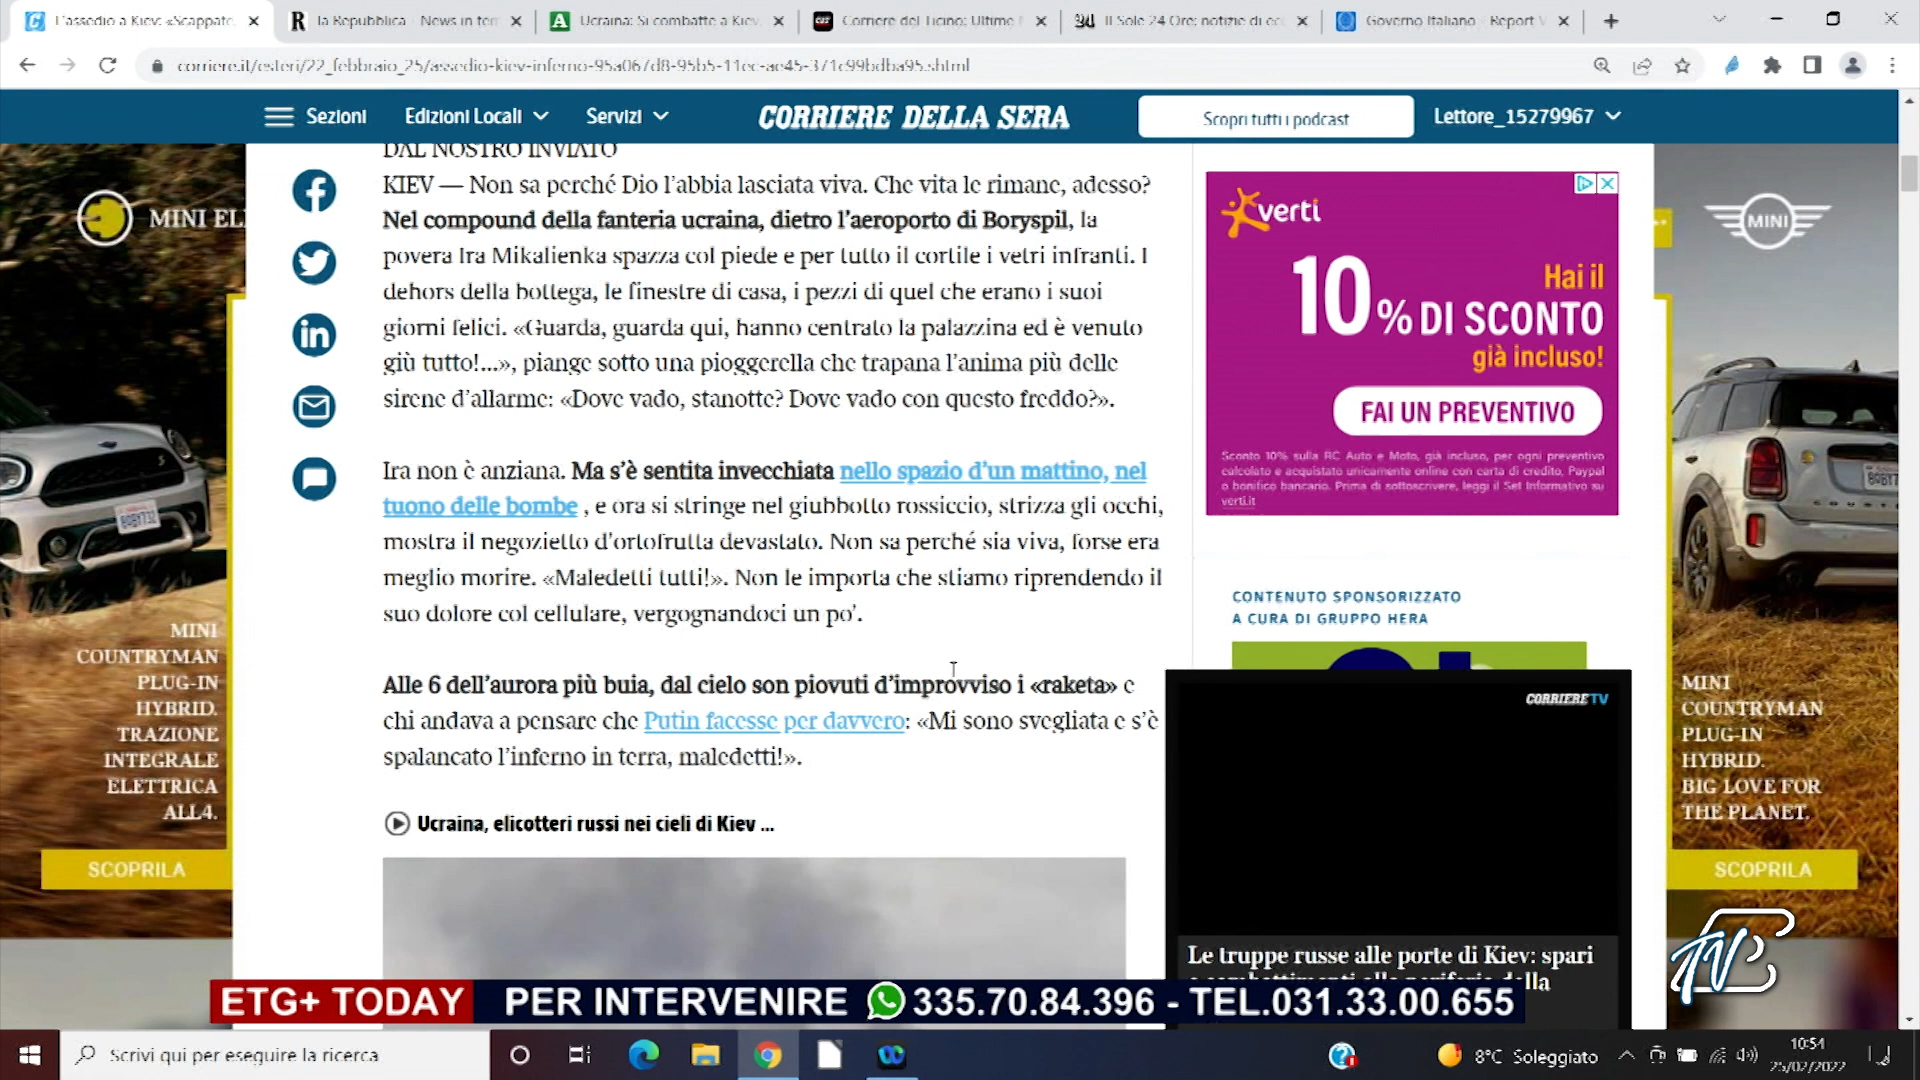 L'assedio a Kiev: «Scappate,
la Repubblica - News in tem
Ucraina: Si combatte a Kiev,
Corriere del Ticino: Ultime N
Il Sole 24 Ore: notizie di ec
Governo Italiano - Report V
corriere.it/esteri/22_febbraio_25/assedio-kiev-inferno-95a067d8-95b5-11ec-ae45-371c99bdba95.shtml
Sezioni
Edizioni Locali
Servizi
CORRIERE DELLA SERA
Scopri tutti i podcast
Lettore_15279967
DAL NOSTRO INVIATO
KIEV — Non sa perché Dio l'abbia lasciata viva. Che vita le rimane, adesso?
Nel compound della fanteria ucraina, dietro l'aeroporto di Boryspil, la
povera Ira Mikalienka spazza col piede e per tutto il cortile i vetri infranti. I
dehors della bottega, le finestre di casa, i pezzi di quel che erano i suoi
giorni felici. «Guarda, guarda qui, hanno centrato la palazzina ed è venuto
giù tutto!...», piange sotto una pioggerella che trapana l'anima più delle
sirene d'allarme: «Dove vado, stanotte? Dove vado con questo freddo?».
Ira non è anziana. Ma s'è sentita invecchiata nello spazio d'un mattino, nel
tuono delle bombe , e ora si stringe nel giubbotto rossiccio, strizza gli occhi,
mostra il negozietto d'ortofrutta devastato. Non sa perché sia viva, forse era
meglio morire. «Maledetti tutti!». Non le importa che stiamo riprendendo il
suo dolore col cellulare, vergognandoci un po'.
Alle 6 dell'aurora più buia, dal cielo son piovuti d'improvviso i «raketa» e
chi andava a pensare che Putin facesse per davvero: «Mi sono svegliata e s'è
spalancato l'inferno in terra, maledetti!».
Ucraina, elicotteri russi nei cieli di Kiev ...
MINI EL
MINI
COUNTRYMAN
PLUG-IN
HYBRID.
TRAZIONE
INTEGRALE
ELETTRICA
ALL4.
SCOPRILA
verti
Hai il
10% DI SCONTO
già incluso!
FAI UN PREVENTIVO
Sconto 10% sulla RC Auto e Moto, già incluso, per ogni preventivo
calcolato e acquistato unicamente online con carta di credito, Paypal
o bonifico bancario. Prima di sottoscrivere, leggi il Set Informativo su
verti.it
CONTENUTO SPONSORIZZATO
A CURA DI GRUPPO HERA
CORRIERE TV
Le truppe russe alle porte di Kiev: spari
MINI
MINI
COUNTRYMAN
PLUG-IN
HYBRID.
BIG LOVE FOR
THE PLANET.
SCOPRILA
ETG+ TODAY
PER INTERVENIRE 335.70.84.396 - TEL.031.33.00.655
Scrivi qui per eseguire la ricerca
8°C Soleggiato
10:54
25/02/2022